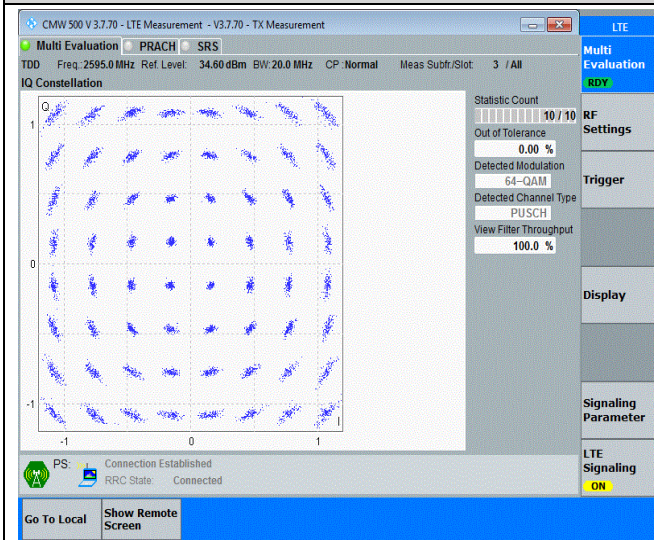 CMW 500 V 3.7.70 - LTE Measurement - V3.7.70 - TX Measurement
LTE
Multi Evaluation PRACH SRS
Multi
Evaluation
RDY
TDD Freq.: 2595.0 MHz Ref. Level: 34.60 dBm BW: 20.0 MHz CP : Normal Meas Subfr./Slot: 3 / All
IQ Constellation
Q
1
0
-1
-1 0 1
I
Statistic Count
10 / 10
Out of Tolerance
0.00 %
Detected Modulation
64-QAM
Detected Channel Type
PUSCH
View Filter Throughput
100.0 %
RF
Settings
Trigger
Display
Signaling
Parameter
LTE
Signaling
ON
PS: Connection Established
RRC State: Connected
Go To Local
Show Remote
Screen